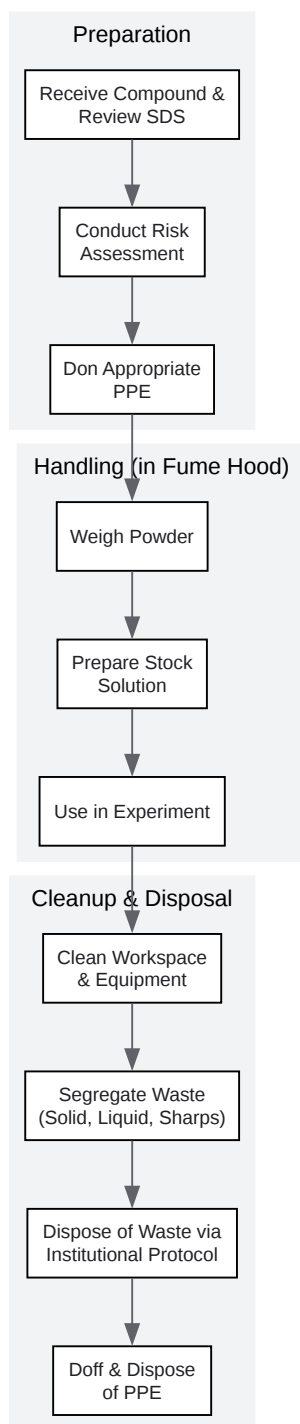 Preparation
Receive Compound &
Review SDS
Conduct Risk
Assessment
Don Appropriate
PPE
Handling (in Fume Hood)
Weigh Powder
Prepare Stock
Solution
Use in Experiment
Cleanup & Disposal
Clean Workspace
& Equipment
Segregate Waste
(Solid, Liquid, Sharps)
Dispose of Waste via
Institutional Protocol
Doff & Dispose
of PPE